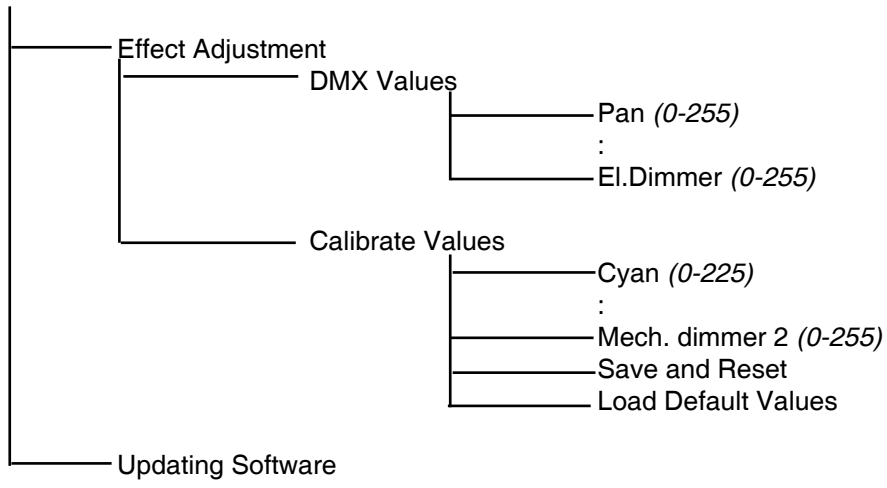 Effect Adjustment
DMX Values
Pan (0-255)
:
El.Dimmer (0-255)
Calibrate Values
Cyan (0-225)
:
Mech. dimmer 2 (0-255)
Save and Reset
Load Default Values
Updating Software